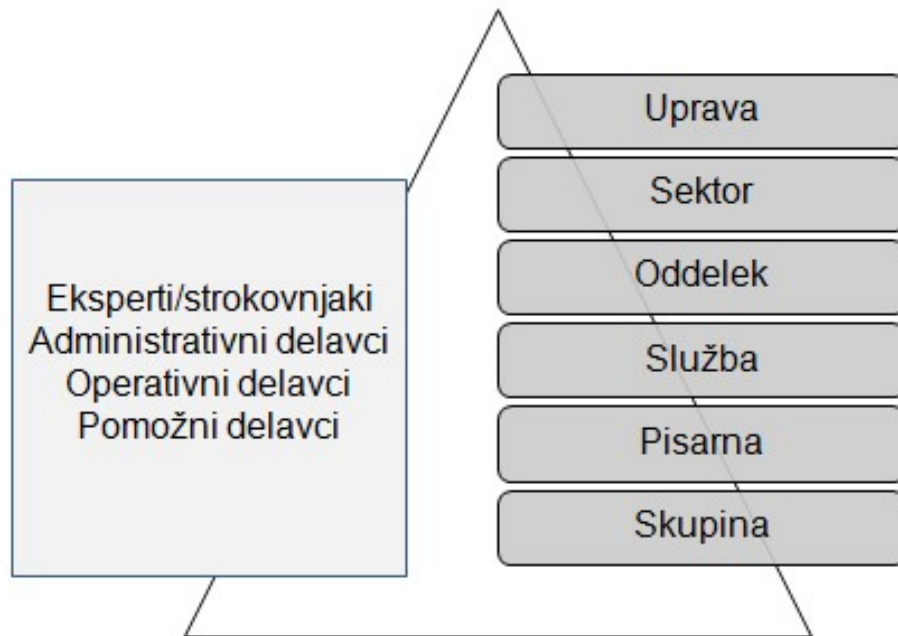 Eksperti/strokovnjaki
Administrativni delavci
Operativni delavci
Pomožni delavci
Uprava
Sektor
Oddelek
Služba
Pisarna
Skupina